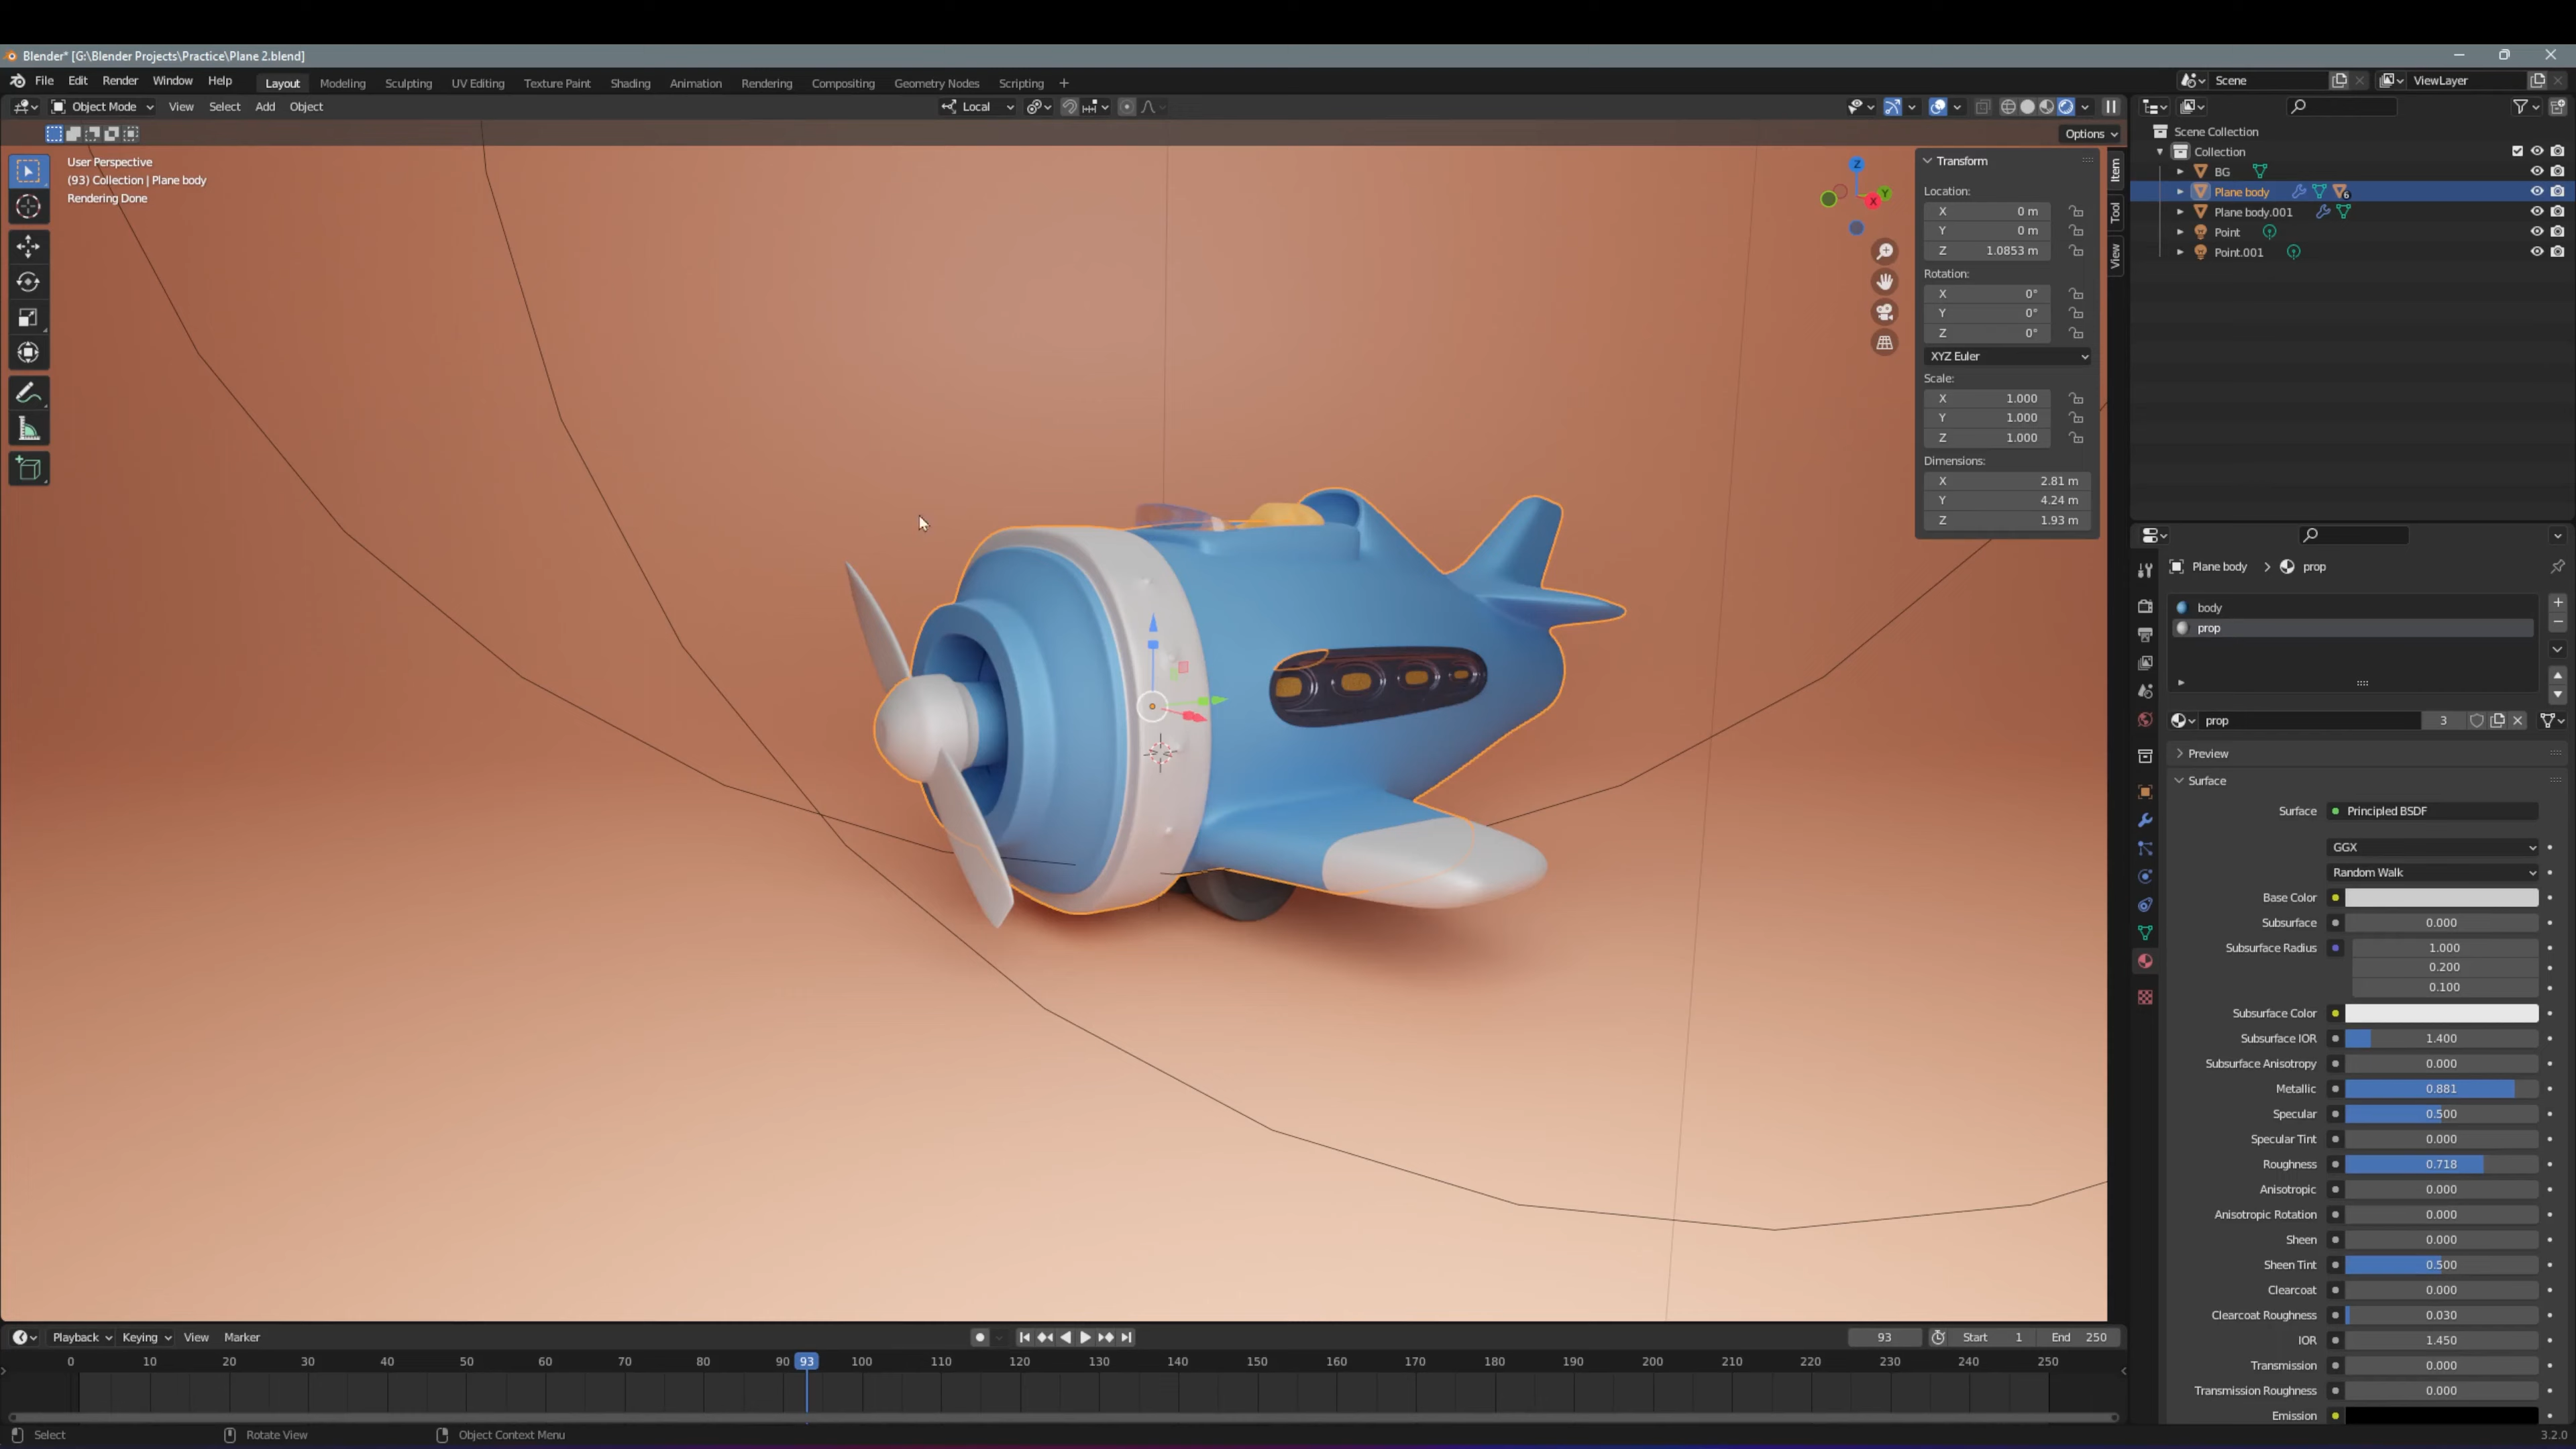 Blender* [G:\Blender Projects\Practice\Plane 2.blend]
File Edit Render Window Help Layout Modeling Sculpting UV Editing Texture Paint Shading Animation Rendering Compositing Geometry Nodes Scripting + Scene ViewLayer
Object Mode View Select Add Object Local
Options
User Perspective
(93) Collection | Plane body
Rendering Done
Z
Y
X
Item
Tool
View
Transform
Location:
X 0 m
Y 0 m
Z 1.0853 m
Rotation:
X 0°
Y 0°
Z 0°
XYZ Euler
Scale:
X 1.000
Y 1.000
Z 1.000
Dimensions:
X 2.81 m
Y 4.24 m
Z 1.93 m
Scene Collection
Collection
BG
Plane body 6
Plane body.001
Point
Point.001
Plane body > prop
body
prop
prop 3
Preview
Surface
Surface Principled BSDF
GGX
Random Walk
Base Color
Subsurface 0.000
Subsurface Radius 1.000
0.200
0.100
Subsurface Color
Subsurface IOR 1.400
Subsurface Anisotropy 0.000
Metallic 0.881
Specular 0.500
Specular Tint 0.000
Roughness 0.718
Anisotropic 0.000
Anisotropic Rotation 0.000
Sheen 0.000
Sheen Tint 0.500
Clearcoat 0.000
Clearcoat Roughness 0.030
IOR 1.450
Transmission 0.000
Transmission Roughness 0.000
Emission
Playback Keying View Marker 93 Start 1 End 250
0 10 20 30 40 50 60 70 80 90 93 100 110 120 130 140 150 160 170 180 190 200 210 220 230 240 250
Select Rotate View Object Context Menu 3.2.0